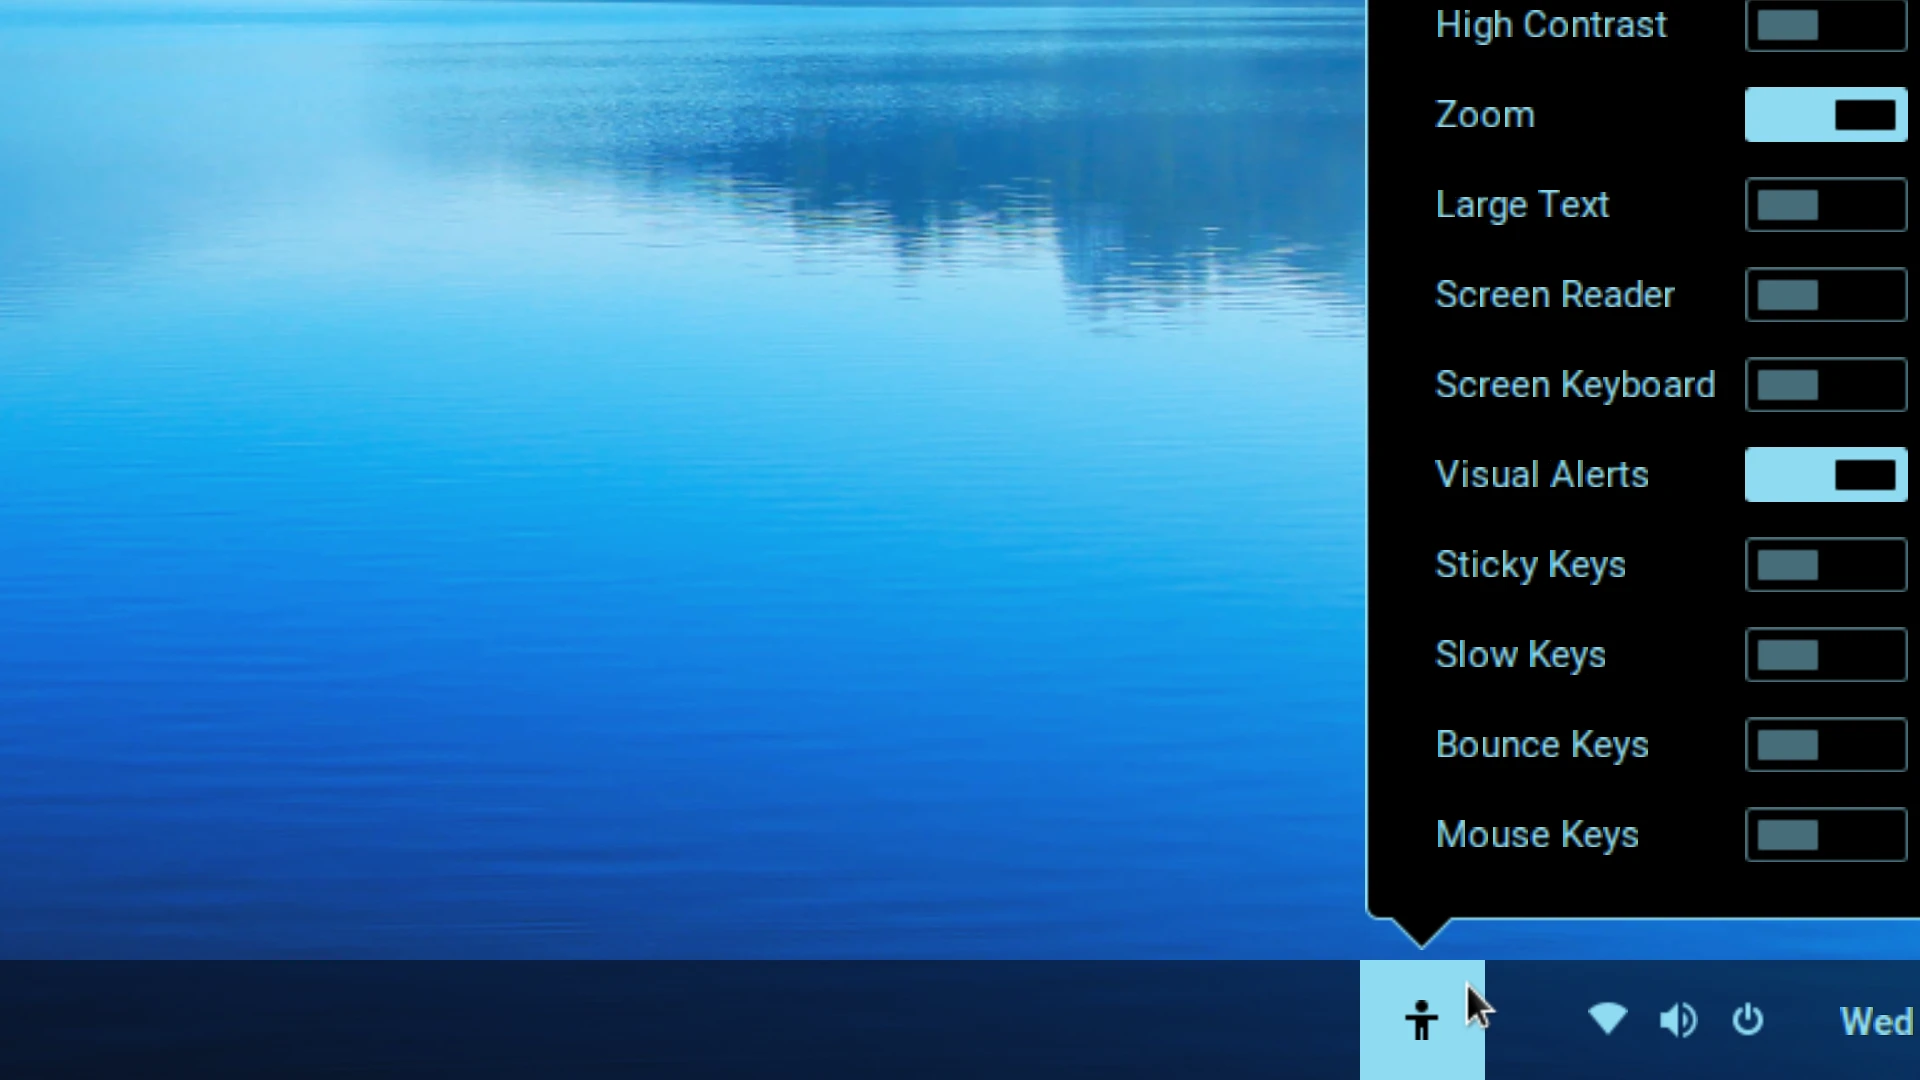 High Contrast
Zoom
Large Text
Screen Reader
Screen Keyboard
Visual Alerts
Sticky Keys
Slow Keys
Bounce Keys
Mouse Keys
Wed